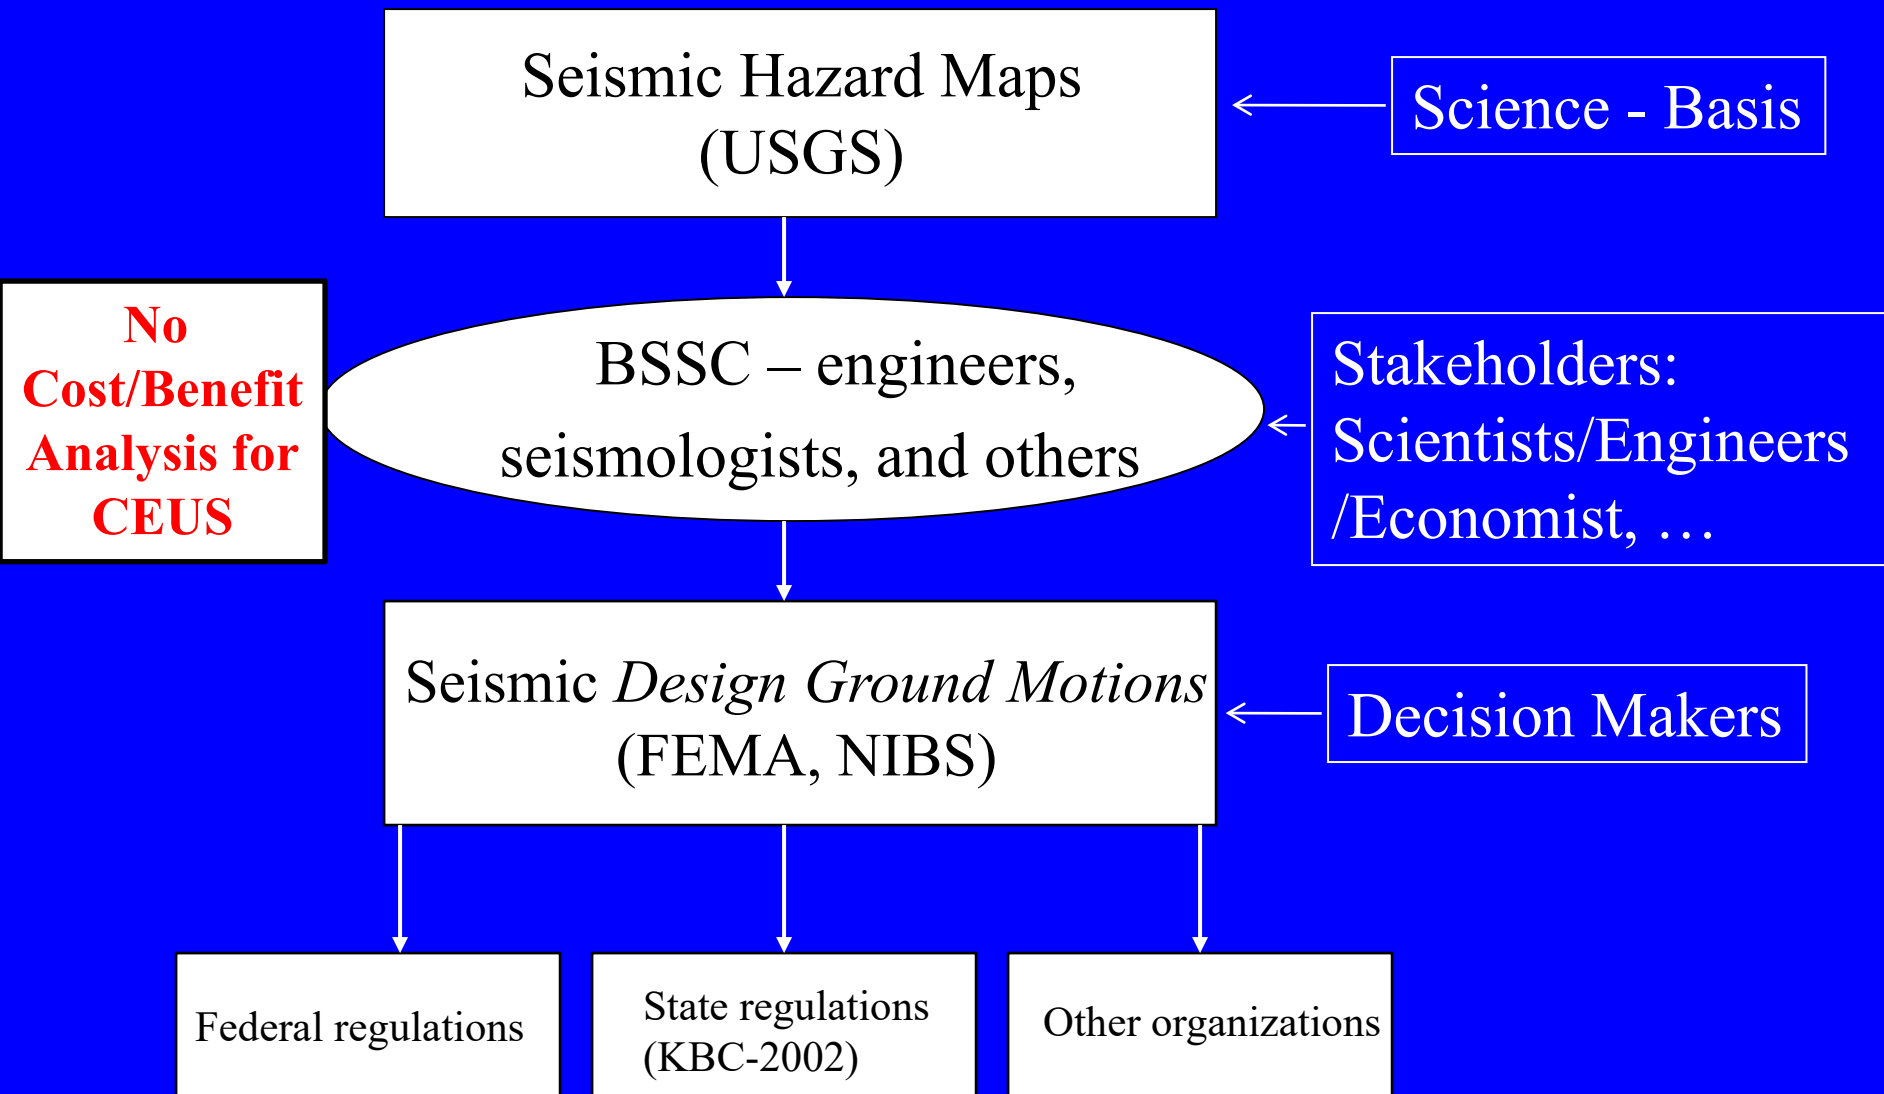 Seismic Hazard Maps
(USGS)
Science - Basis
No
Cost/Benefit
Analysis for
CEUS
BSSC – engineers,
seismologists, and others
Stakeholders:
Scientists/Engineers
/Economist, …
Seismic Design Ground Motions
(FEMA, NIBS)
Decision Makers
Federal regulations
State regulations
(KBC-2002)
Other organizations